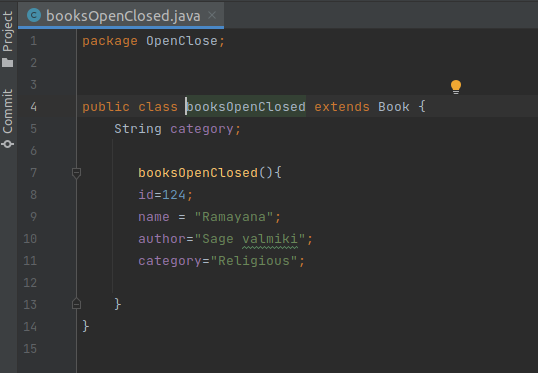 booksOpenClosed.java
Project
Commit
1 package OpenClose;
2
3
4 public class booksOpenClosed extends Book {
5 String category;
6
7 booksOpenClosed(){
8 id=124;
9 name = "Ramayana";
10 author="Sage valmiki";
11 category="Religious";
12
13 }
14 }
15